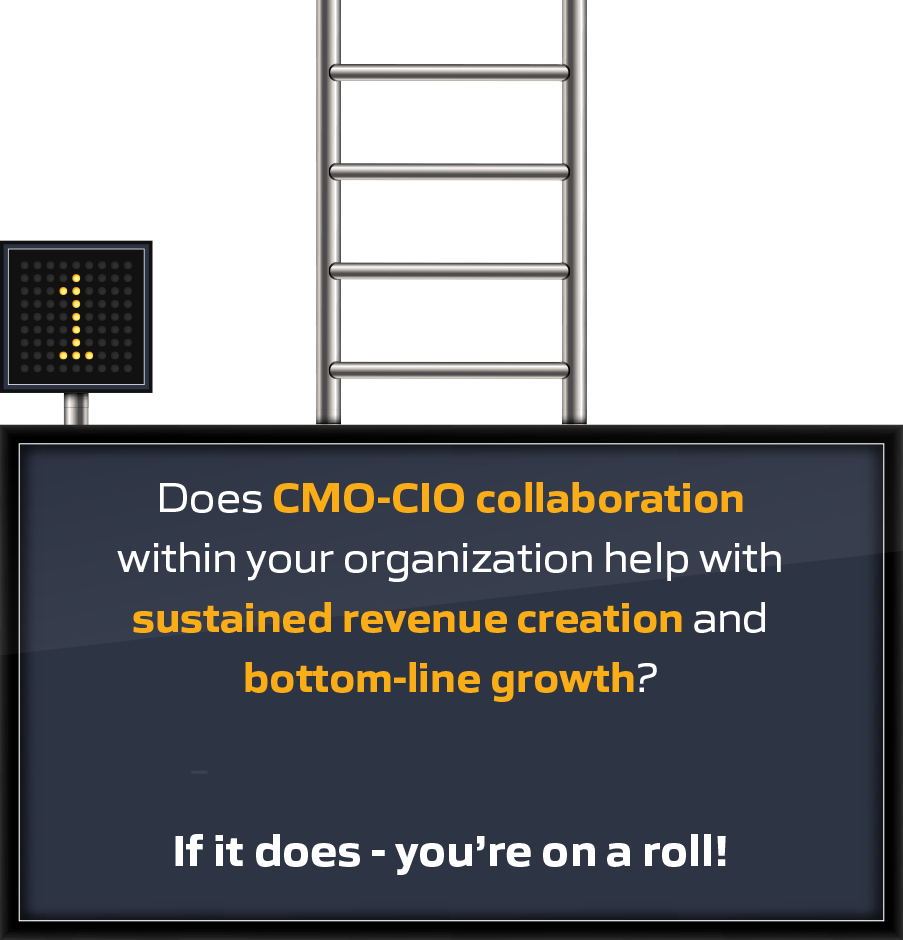 1
Does CMO-CIO collaboration
within your organization help with
sustained revenue creation and
bottom-line growth?
If it does - you’re on a roll!